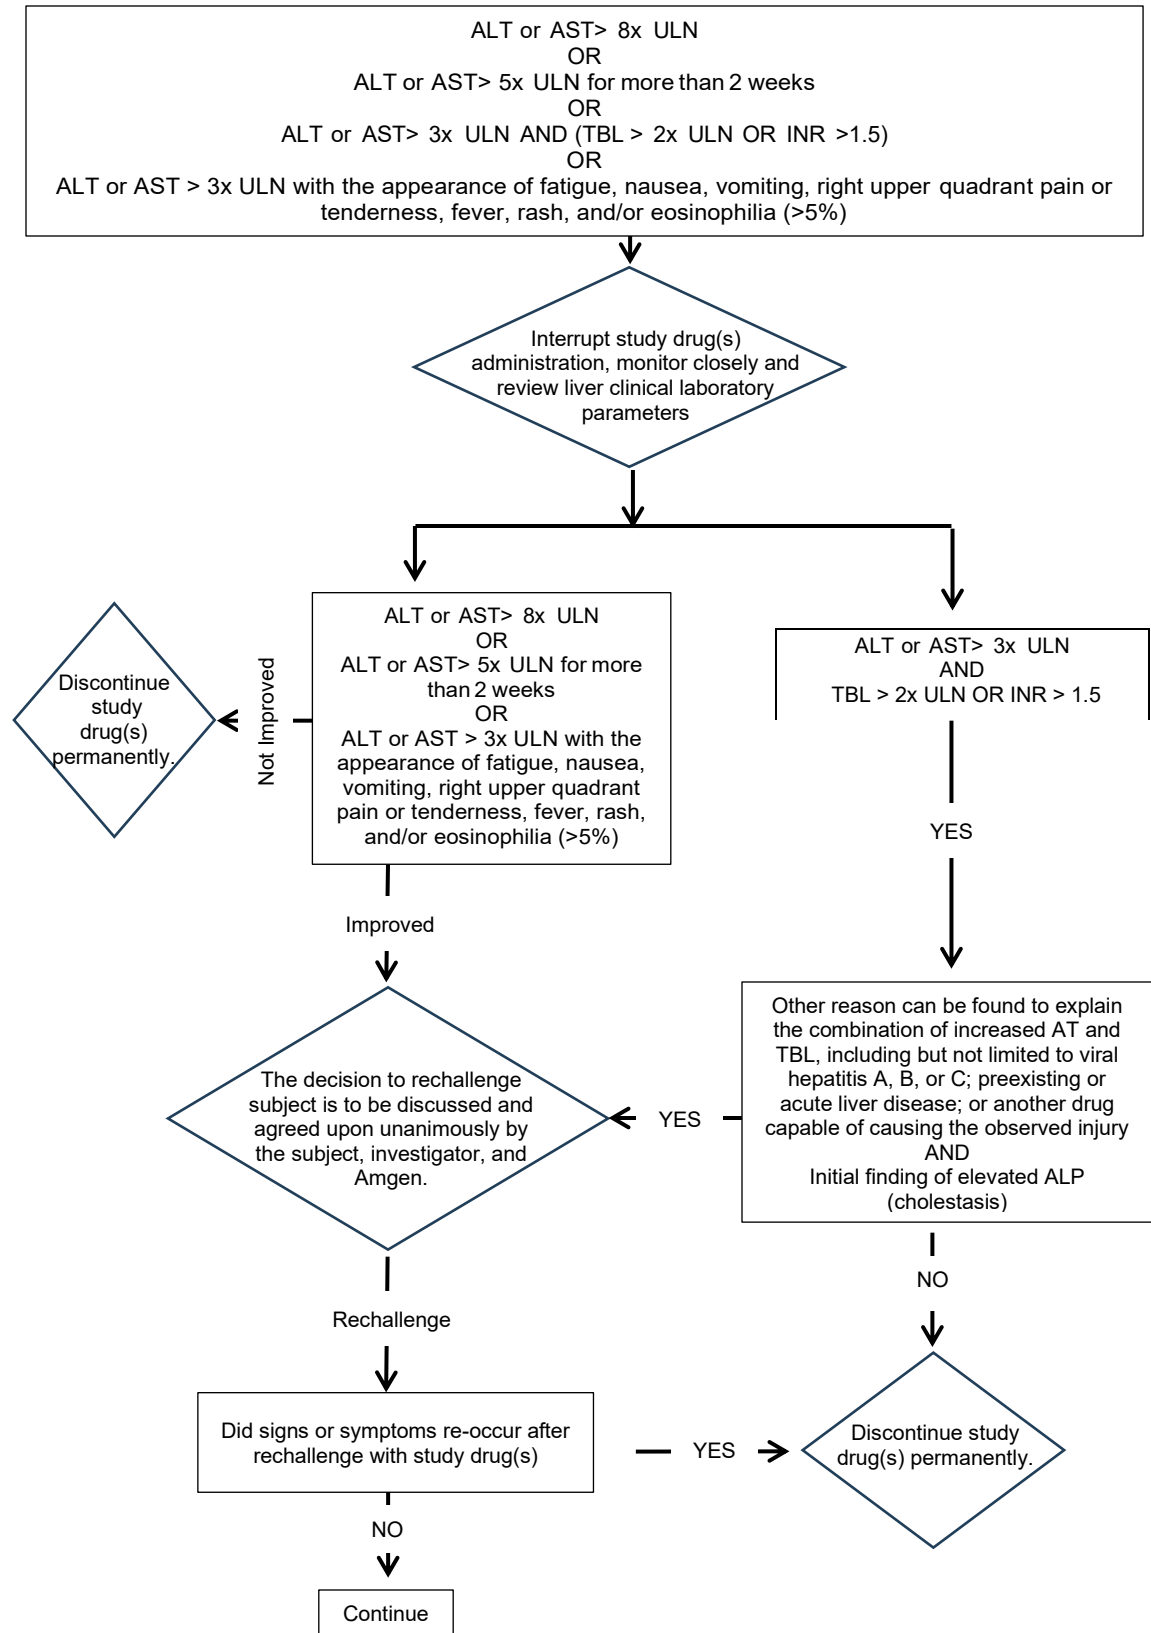 ALT or AST> 8x ULN
OR
ALT or AST> 5x ULN for more than 2 weeks
OR
ALT or AST> 3x ULN AND (TBL > 2x ULN OR INR >1.5)
OR
ALT or AST > 3x ULN with the appearance of fatigue, nausea, vomiting, right upper quadrant pain or
tenderness, fever, rash, and/or eosinophilia (>5%)
Interrupt study drug(s)
administration, monitor closely and
review liver clinical laboratory
parameters
ALT or AST> 8x ULN
OR
ALT or AST> 5x ULN for more
than 2 weeks
OR
ALT or AST > 3x ULN with the
appearance of fatigue, nausea,
vomiting, right upper quadrant
pain or tenderness, fever, rash,
and/or eosinophilia (>5%)
Not Improved
Discontinue
study
drug(s)
permanently.
ALT or AST> 3x ULN
AND
TBL > 2x ULN OR INR > 1.5
YES
Improved
Other reason can be found to explain
the combination of increased AT and
TBL, including but not limited to viral
hepatitis A, B, or C; preexisting or
acute liver disease; or another drug
capable of causing the observed injury
AND
Initial finding of elevated ALP
(cholestasis)
YES
The decision to rechallenge
subject is to be discussed and
agreed upon unanimously by
the subject, investigator, and
Amgen.
NO
Rechallenge
Did signs or symptoms re-occur after
rechallenge with study drug(s)
YES
Discontinue study
drug(s) permanently.
NO
Continue